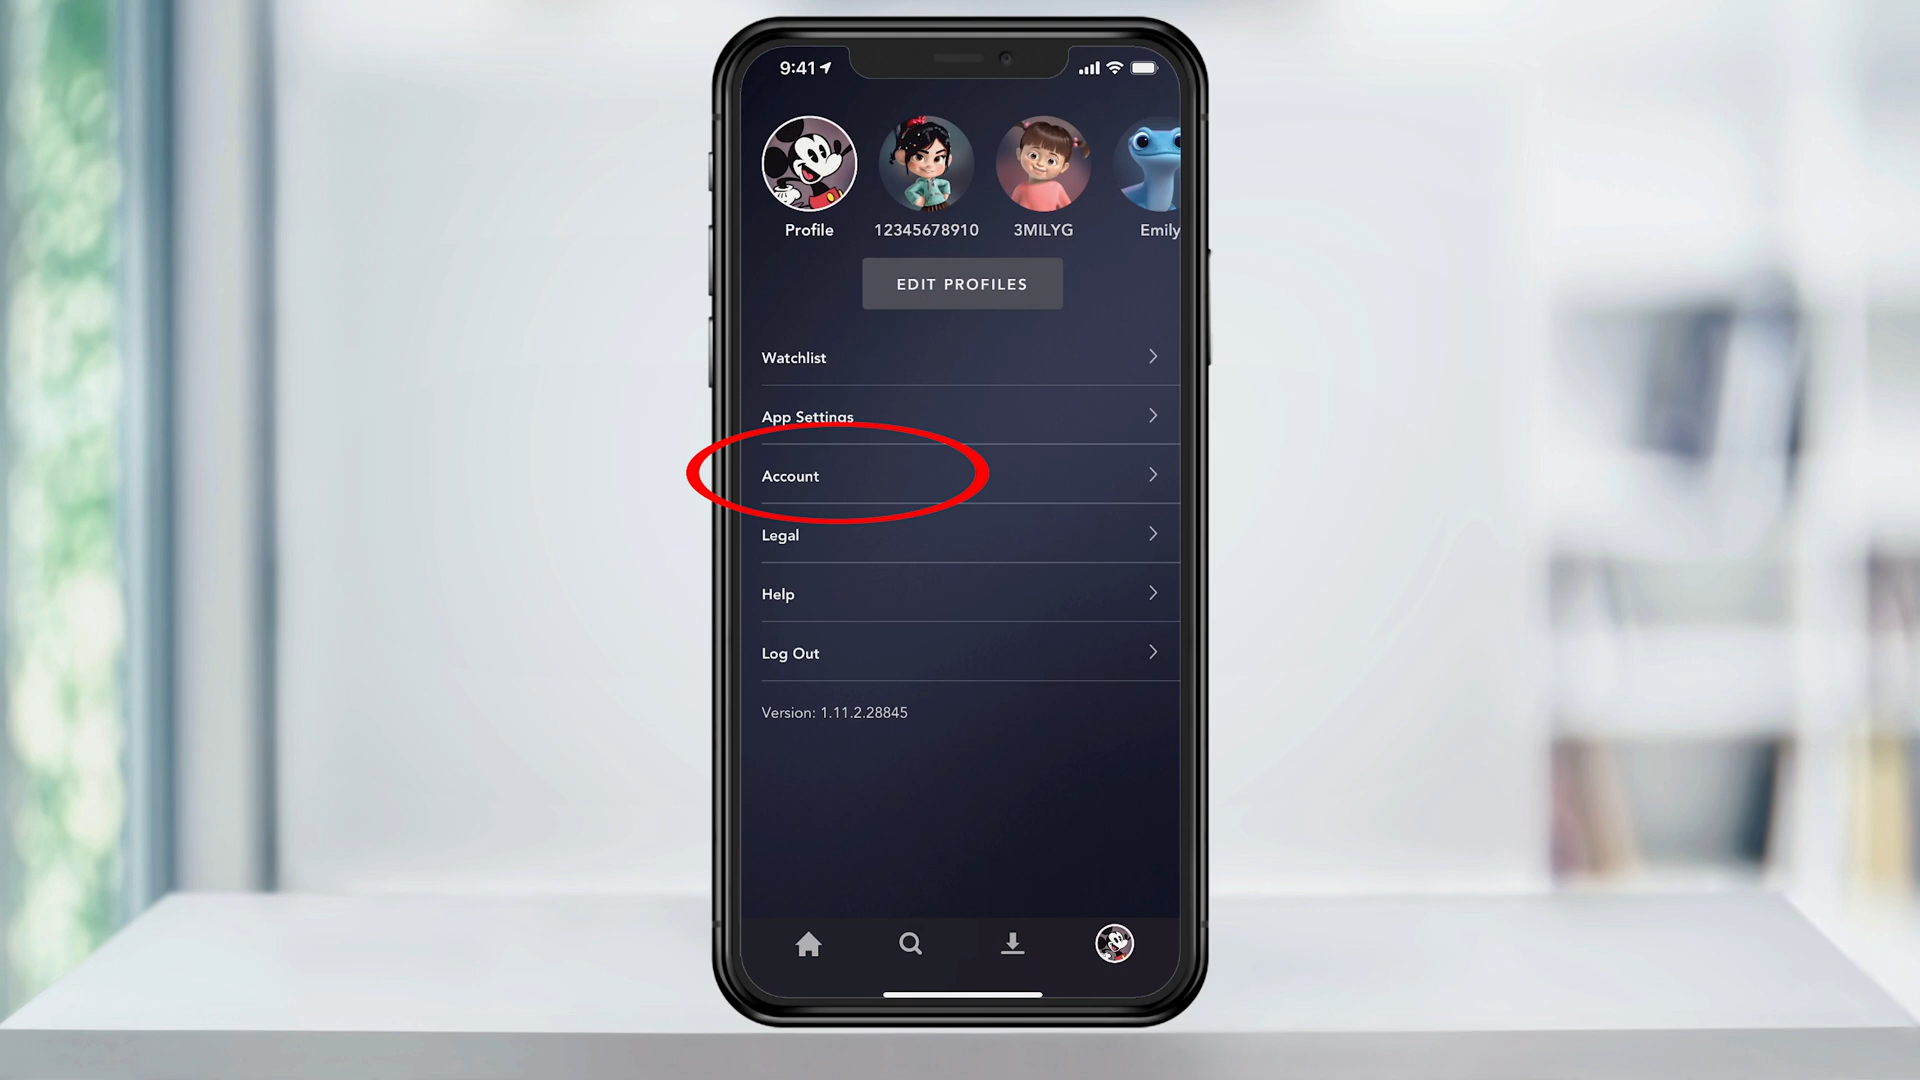 9:41
Profile
12345678910
3MILYG
Emily
EDIT PROFILES
Watchlist
App Settings
Account
Legal
Help
Log Out
Version: 1.11.2.28845